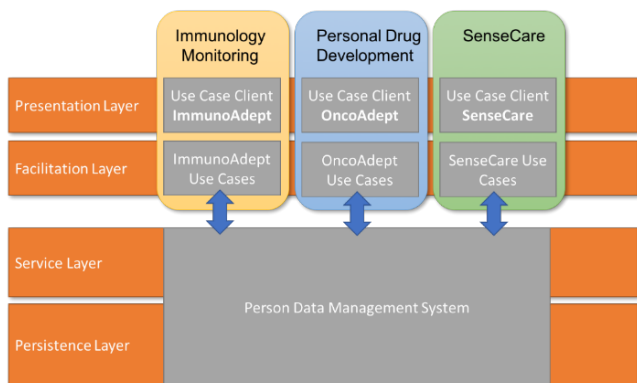 Immunology
Monitoring
Personal Drug
Development
SenseCare
Presentation Layer
Use Case Client
ImmunoAdept
Use Case Client
OncoAdept
Use Case Client
SenseCare
Facilitation Layer
ImmunoAdept
Use Cases
OncoAdept
Use Cases
SenseCare Use
Cases
Service Layer
Person Data Management System
Persistence Layer